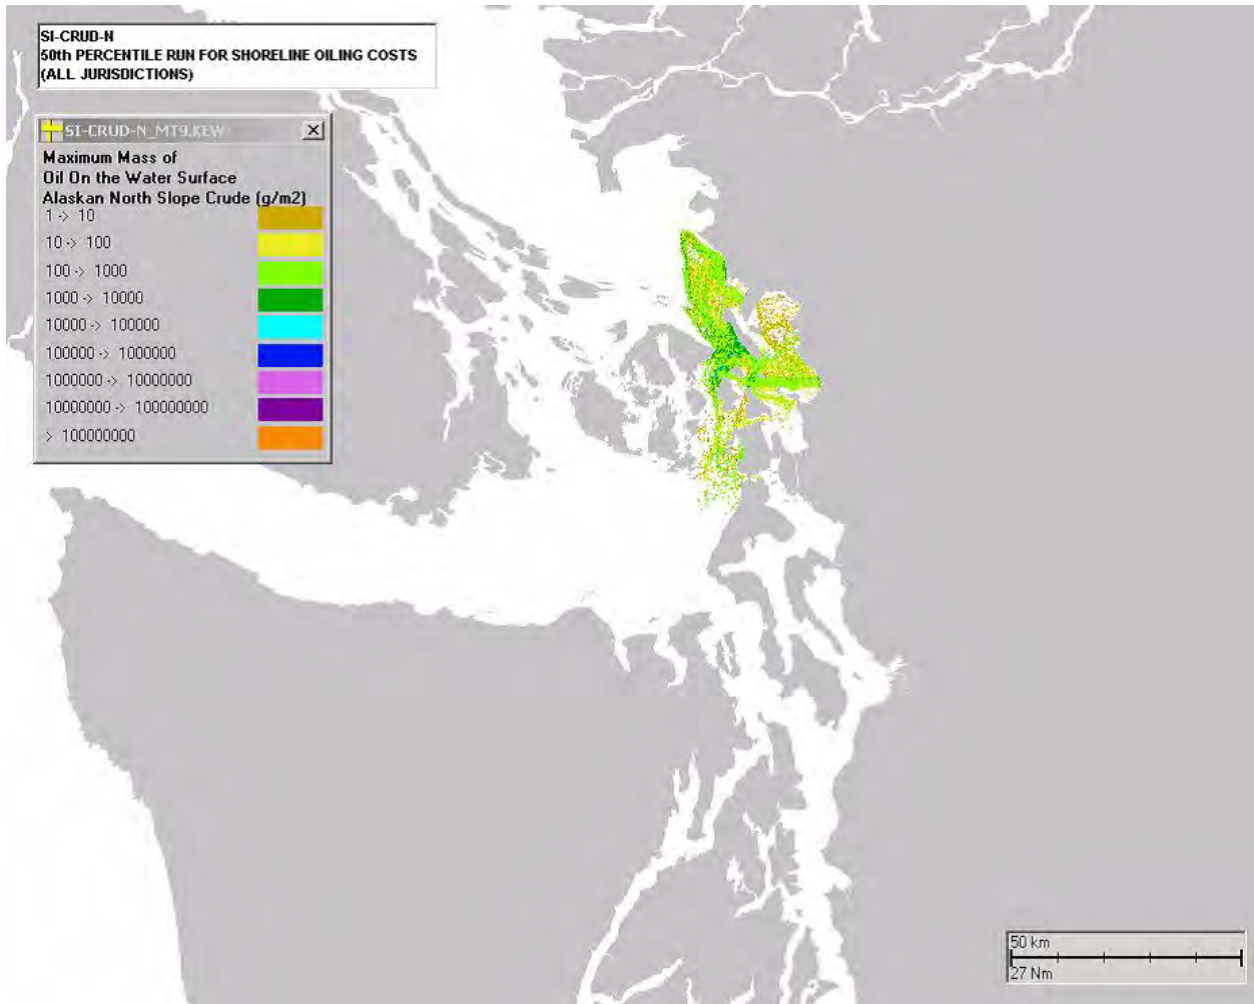 SI-CRUD-N
50th PERCENTILE RUN FOR SHORELINE OILING COSTS
(ALL JURISDICTIONS)
SI-CRUD-N_MT9.KEW
Maximum Mass of
Oil On the Water Surface
Alaskan North Slope Crude (g/m2)
1 -> 10
10 -> 100
100 -> 1000
1000 -> 10000
10000 -> 100000
100000 -> 1000000
1000000 -> 10000000
10000000 -> 100000000
> 100000000
50 km
27 Nm